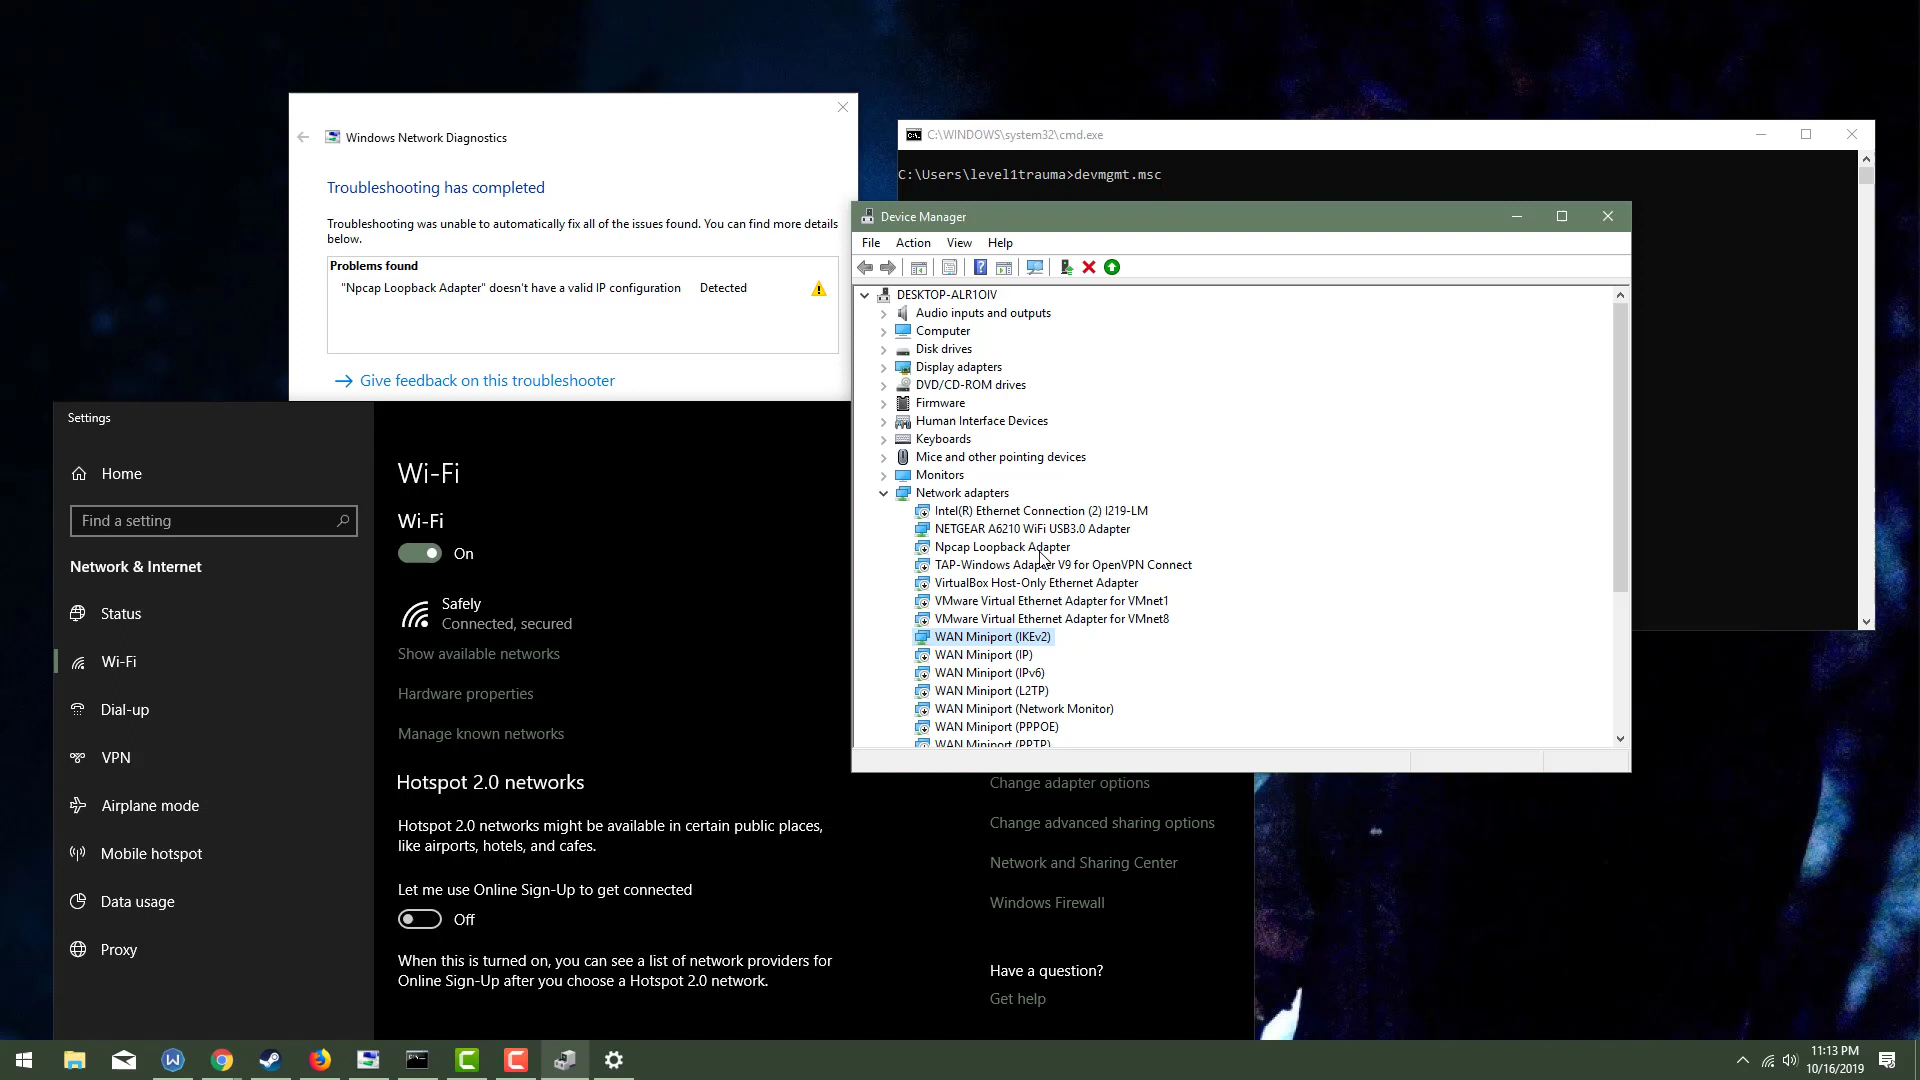 Windows Network Diagnostics
Troubleshooting has completed
Troubleshooting was unable to automatically fix all of the issues found. You can find more details
below.
Problems found
"Npcap Loopback Adapter" doesn't have a valid IP configuration Detected
Give feedback on this troubleshooter
C:\WINDOWS\system32\cmd.exe
C:\Users\level1trauma>devmgmt.msc
Device Manager
File Action View Help
DESKTOP-ALR1OIV
Audio inputs and outputs
Computer
Disk drives
Display adapters
DVD/CD-ROM drives
Firmware
Human Interface Devices
Keyboards
Mice and other pointing devices
Monitors
Network adapters
Intel(R) Ethernet Connection (2) I219-LM
NETGEAR A6210 WiFi USB3.0 Adapter
Npcap Loopback Adapter
TAP-Windows Adapter V9 for OpenVPN Connect
VirtualBox Host-Only Ethernet Adapter
VMware Virtual Ethernet Adapter for VMnet1
VMware Virtual Ethernet Adapter for VMnet8
WAN Miniport (IKEv2)
WAN Miniport (IP)
WAN Miniport (IPv6)
WAN Miniport (L2TP)
WAN Miniport (Network Monitor)
WAN Miniport (PPPOE)
WAN Miniport (PPTP)
Settings
Home
Find a setting
Network & Internet
Status
Wi-Fi
Dial-up
VPN
Airplane mode
Mobile hotspot
Data usage
Proxy
Wi-Fi
Wi-Fi
On
Safely
Connected, secured
Show available networks
Hardware properties
Manage known networks
Hotspot 2.0 networks
Hotspot 2.0 networks might be available in certain public places,
like airports, hotels, and cafes.
Let me use Online Sign-Up to get connected
Off
When this is turned on, you can see a list of network providers for
Online Sign-Up after you choose a Hotspot 2.0 network.
Change adapter options
Change advanced sharing options
Network and Sharing Center
Windows Firewall
Have a question?
Get help
11:13 PM
10/16/2019